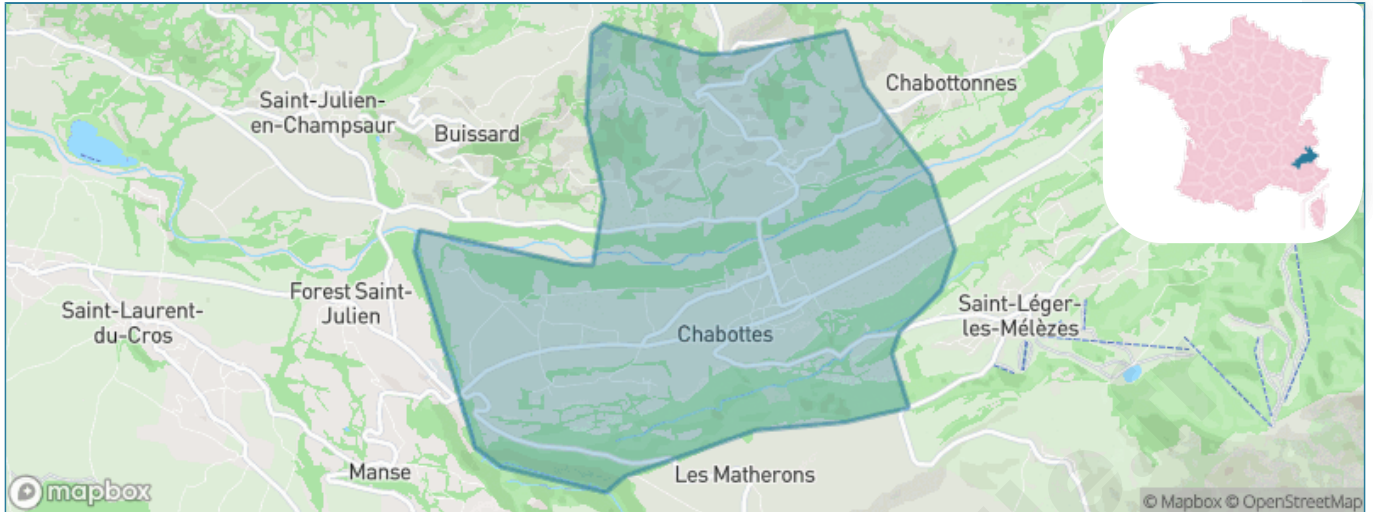 Chabottonnes
Saint-Julien-
en-Champsaur
Buissard
Forest Saint-
Julien
Saint-Laurent-
du-Cros
Saint-Léger-
les-Mélèzes
Chabottes
Manse
Les Matherons
mapbox
© Mapbox © OpenStreetMap